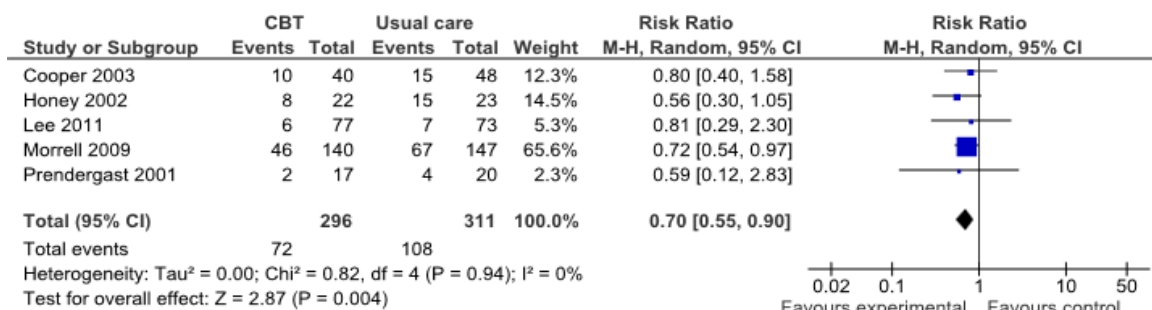 CBT Usual care Risk Ratio Risk Ratio
Study or Subgroup Events Total Events Total Weight M-H, Random, 95% CI M-H, Random, 95% CI
Cooper 2003 10 40 15 48 12.3% 0.80 [0.40, 1.58]
Honey 2002 8 22 15 23 14.5% 0.56 [0.30, 1.05]
Lee 2011 6 77 7 73 5.3% 0.81 [0.29, 2.30]
Morrell 2009 46 140 67 147 65.6% 0.72 [0.54, 0.97]
Prendergast 2001 2 17 4 20 2.3% 0.59 [0.12, 2.83]
Total (95% CI) 296 311 100.0% 0.70 [0.55, 0.90]
Total events 72 108
Heterogeneity: Tau² = 0.00; Chi² = 0.82, df = 4 (P = 0.94); I² = 0%
Test for overall effect: Z = 2.87 (P = 0.004)
0.02 0.1 1 10 50
Favours experimental Favours control